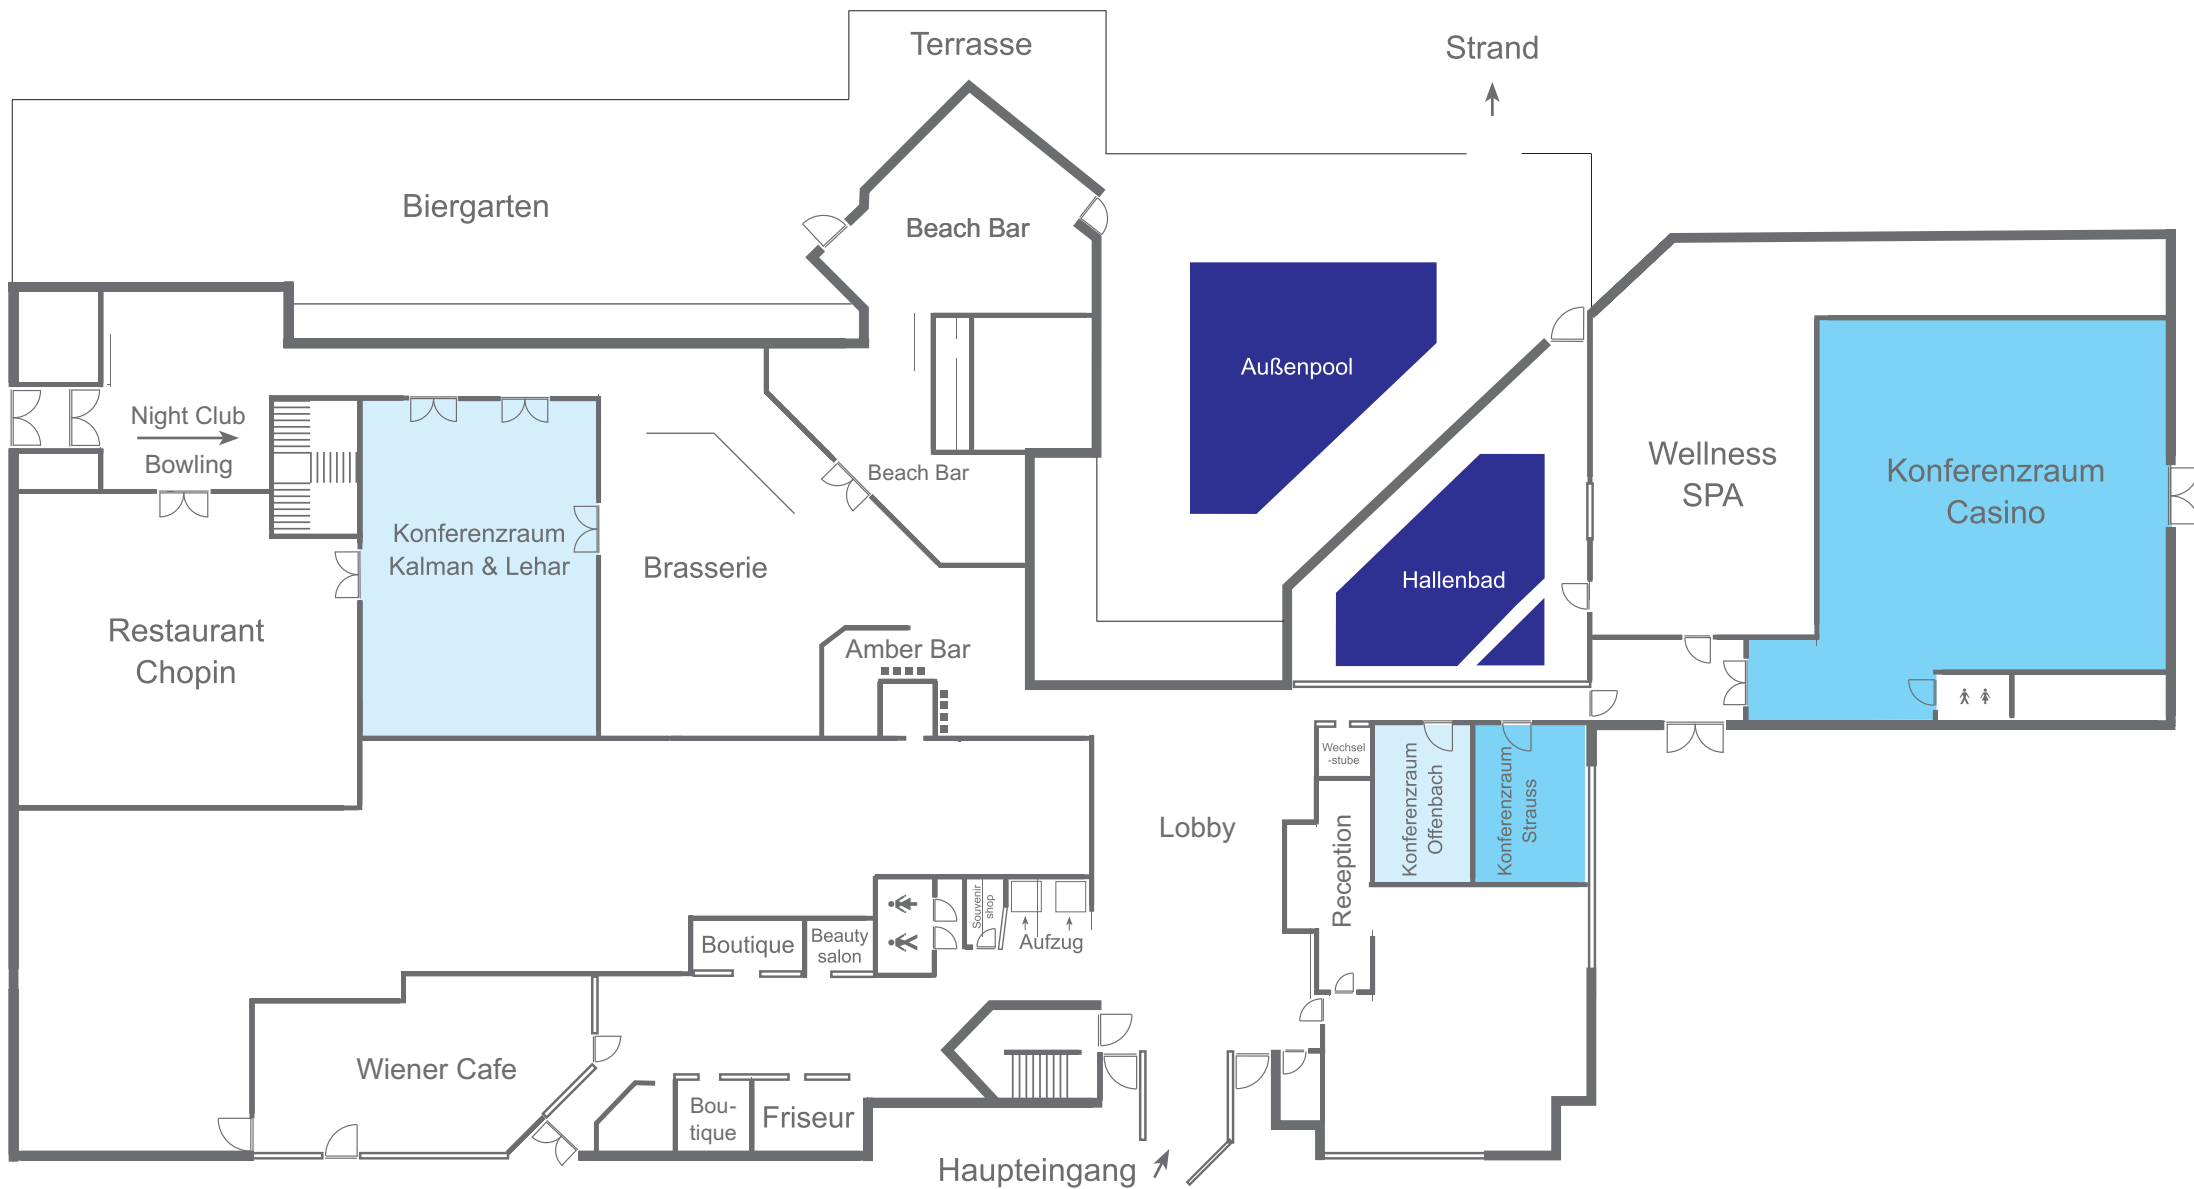 Terrasse
Strand
Biergarten
Beach Bar
Außenpool
Night Club
Bowling
Beach Bar
Wellness
SPA
Konferenzraum
Casino
Konferenzraum
Kalman & Lehar
Brasserie
Hallenbad
Restaurant
Chopin
Amber Bar
Wechsel
-stube
Konferenzraum
Offenbach
Konferenzraum
Strauss
Lobby
Reception
Souvenir
shop
Aufzug
Boutique
Beauty
salon
Wiener Cafe
Bou-
tique
Friseur
Haupteingang